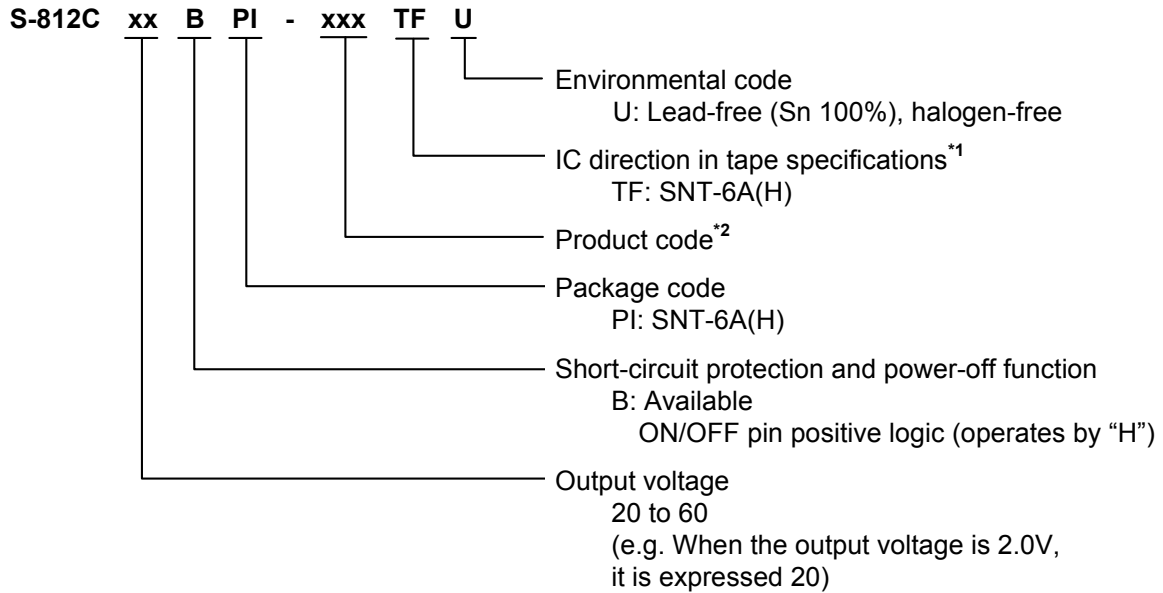 S-812C xx B PI - xxx TF U
Environmental code
U: Lead-free (Sn 100%), halogen-free
IC direction in tape specifications*1
TF: SNT-6A(H)
Product code*2
Package code
PI: SNT-6A(H)
Short-circuit protection and power-off function
B: Available
ON/OFF pin positive logic (operates by “H”)
Output voltage
20 to 60
(e.g. When the output voltage is 2.0V,
it is expressed 20)